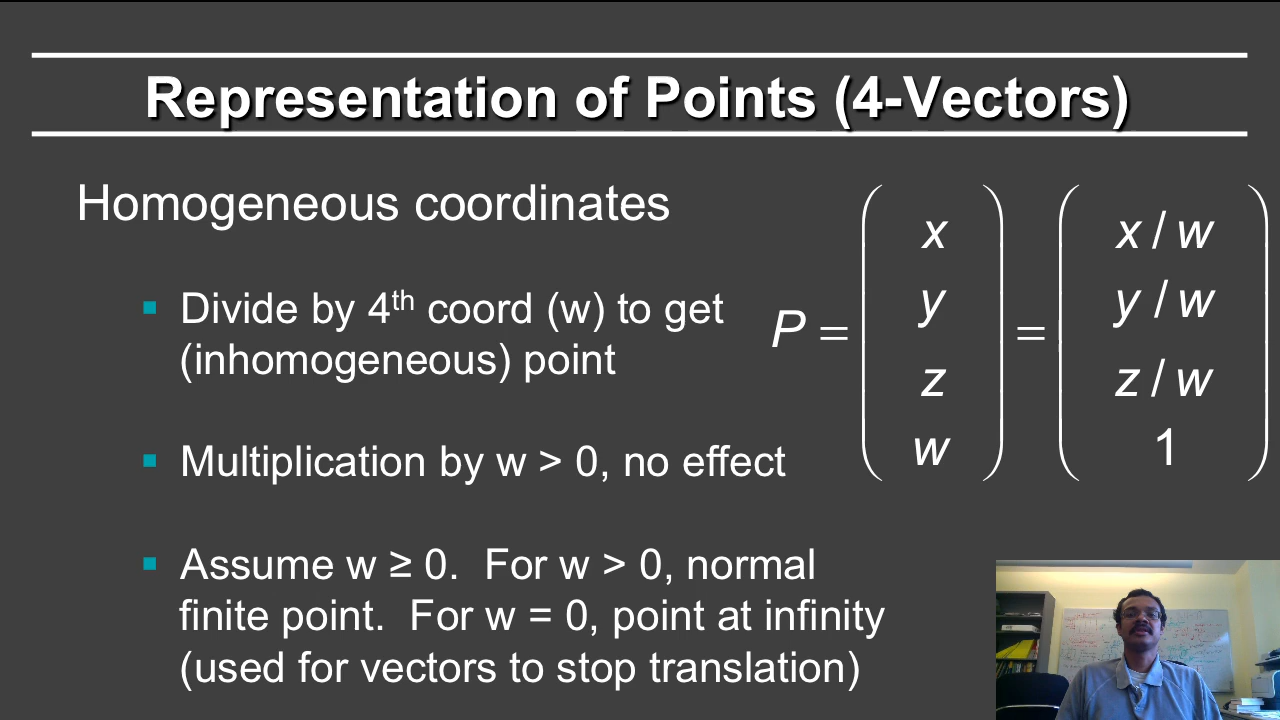 Representation of Points (4-Vectors)
Homogeneous coordinates
▪ Divide by 4th coord (w) to get
(inhomogeneous) point
▪ Multiplication by w > 0, no effect
▪ Assume w ≥ 0.  For w > 0, normal
finite point.  For w = 0, point at infinity
(used for vectors to stop translation)
P = ( x y z w ) = ( x / w y / w z / w 1 )